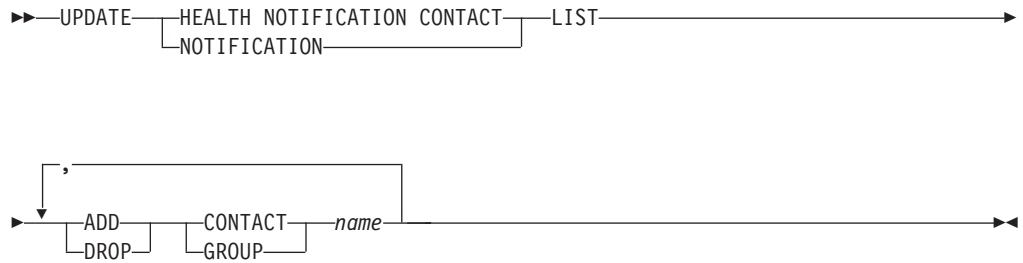 UPDATE HEALTH NOTIFICATION CONTACT LIST
NOTIFICATION
,
ADD CONTACT name
DROP GROUP